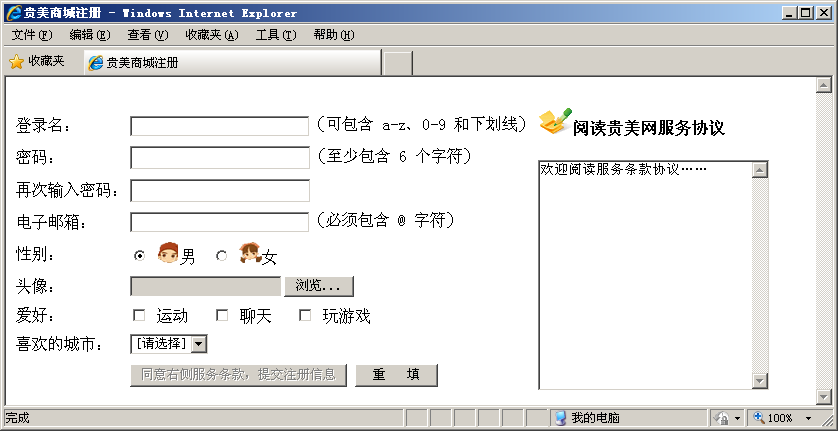 贵美商城注册 - Windows Internet Explorer
文件(F) 编辑(E) 查看(V) 收藏夹(A) 工具(T) 帮助(H)
收藏夹 贵美商城注册
登录名： (可包含 a-z、0-9 和下划线)
密码： (至少包含 6 个字符)
再次输入密码：
电子邮箱： (必须包含 @ 字符)
性别： 男 女
头像： 浏览...
爱好： 运动 聊天 玩游戏
喜欢的城市： [请选择]
同意右侧服务条款，提交注册信息 重 填
阅读贵美网服务协议
欢迎阅读服务条款协议……
完成 我的电脑 100%